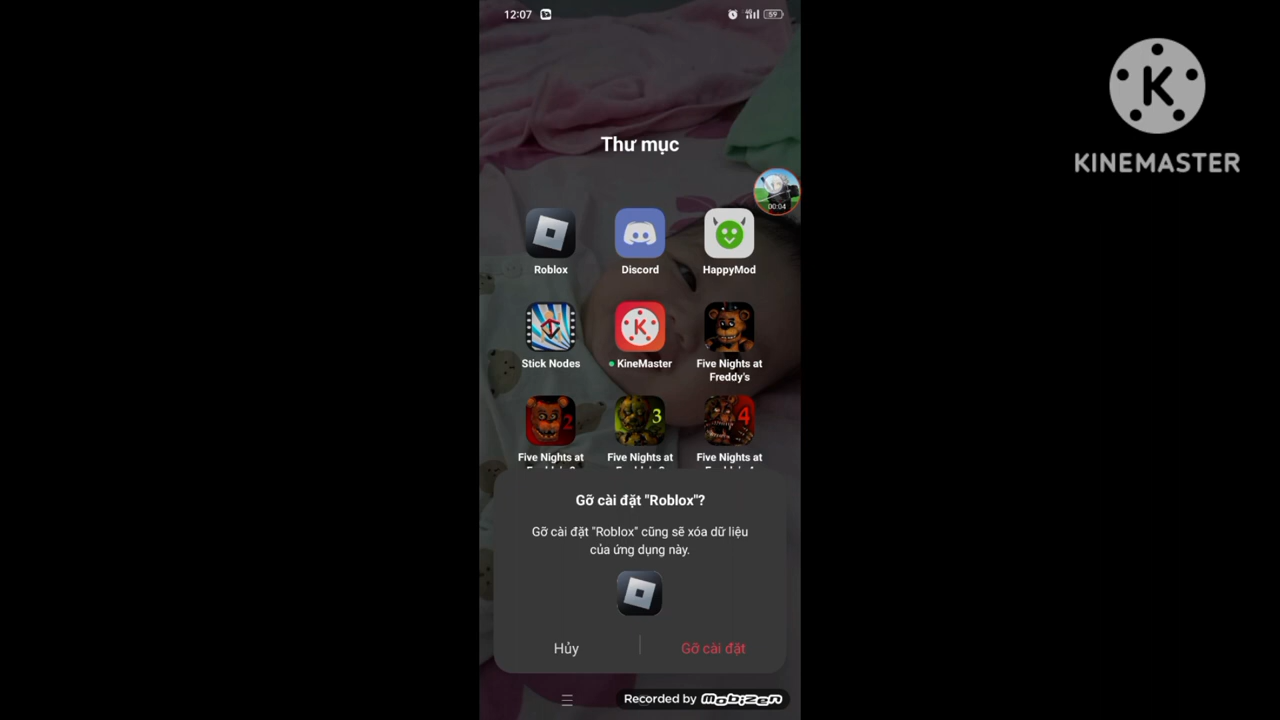 12:07
4G
59
KINEMASTER
Thư mục
00:04
Roblox
Discord
HappyMod
Stick Nodes
KineMaster
Five Nights at
Freddy's
Five Nights at
Five Nights at
Five Nights at
Gỡ cài đặt "Roblox"?
Gỡ cài đặt "Roblox" cũng sẽ xóa dữ liệu
của ứng dụng này.
Hủy
Gỡ cài đặt
Recorded by mobizen